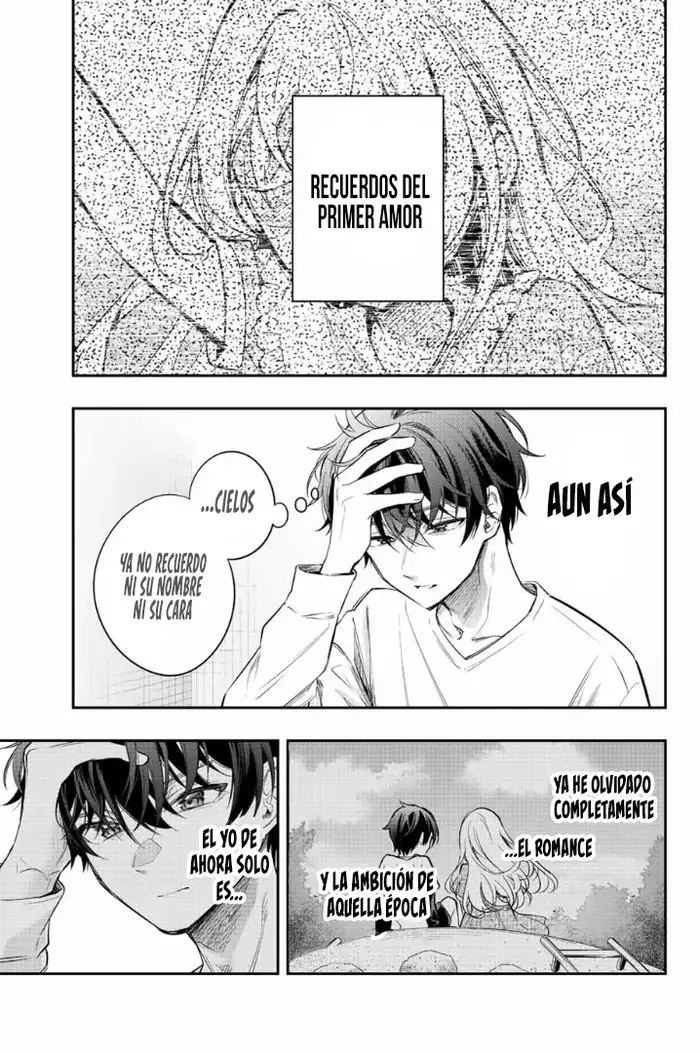 RECUERDOS DEL
PRIMER AMOR
AUN ASÍ
...CIELOS
YA NO RECUERDO
NI SU NOMBRE
NI SU CARA
YA HE OLVIDADO
COMPLETAMENTE
...EL ROMANCE
Y LA AMBICIÓN DE
AQUELLA ÉPOCA
EL YO DE
AHORA SOLO
ES...